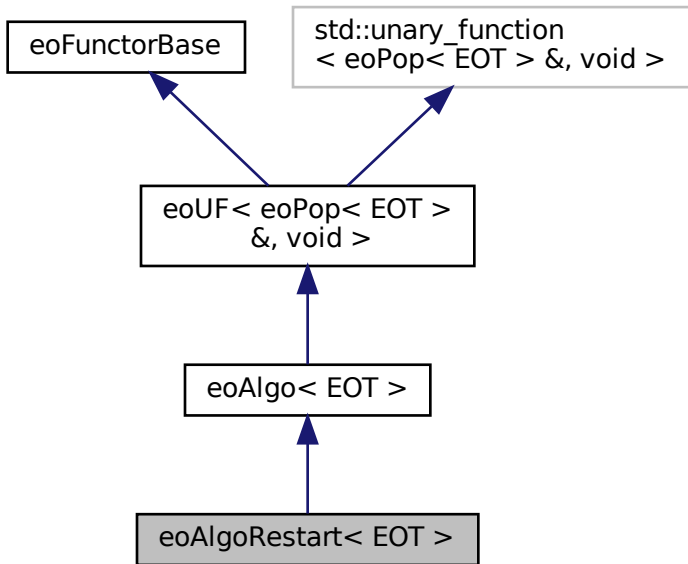 eoFunctorBase
std::unary_function
< eoPop< EOT > &, void >
eoUF< eoPop< EOT >
&, void >
eoAlgo< EOT >
eoAlgoRestart< EOT >